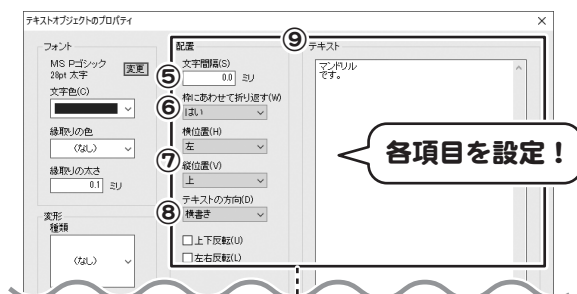 テキストオブジェクトのプロパティ
×
フォント
MS Pゴシック
28pt 太字
変更
文字色(C)
縁取りの色
(なし)
縁取りの太さ
0.1 ミリ
変形
種類
(なし)
配置
⑨
⑤
文字間隔(S)
0.0 ミリ
⑥
枠にあわせて折り返す(W)
はい
横位置(H)
左
⑦
縦位置(V)
上
テキストの方向(D)
⑧
横書き
上下反転(U)
左右反転(L)
テキスト
マンドリル
です。
各項目を設定！